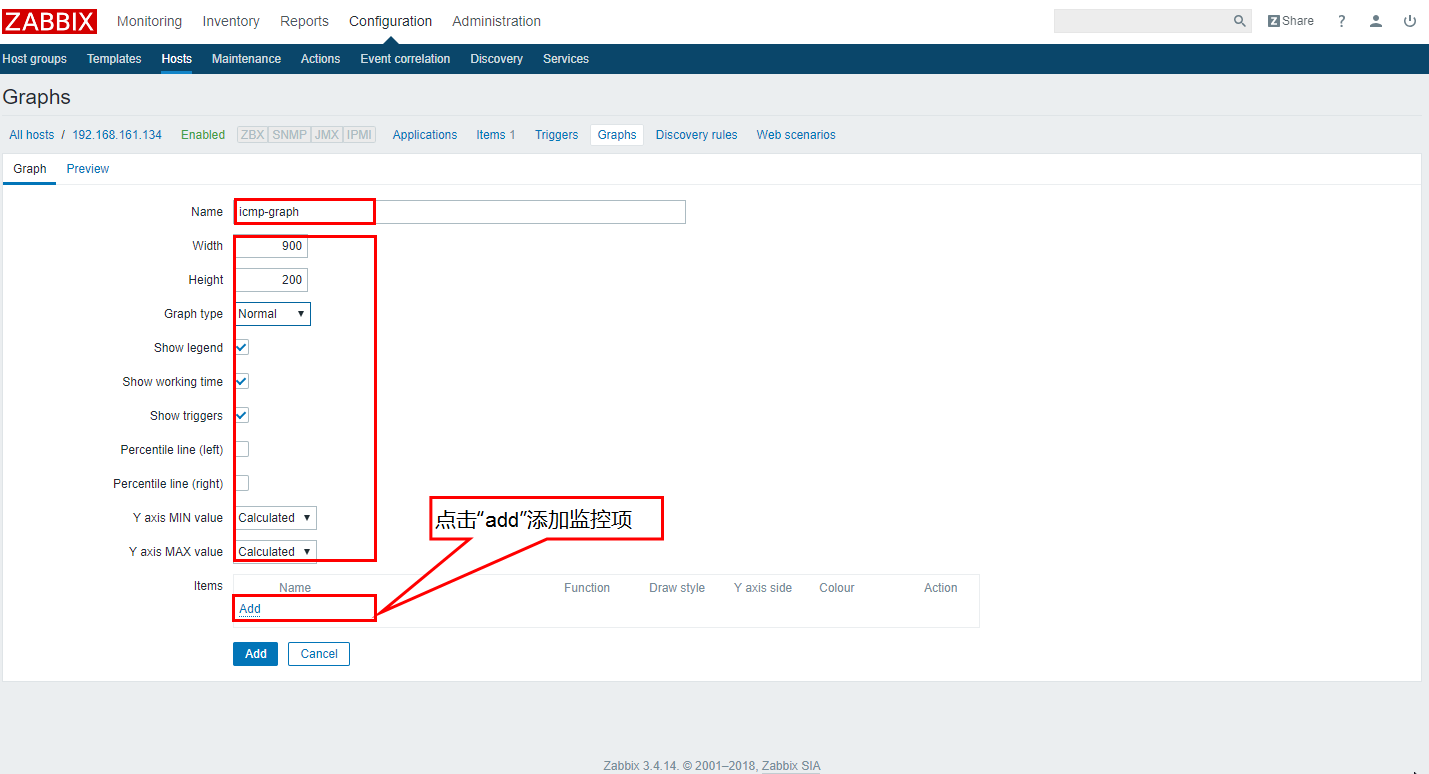 ZABBIX Monitoring Inventory Reports Configuration Administration Z Share ?
Host groups Templates Hosts Maintenance Actions Event correlation Discovery Services
Graphs
All hosts / 192.168.161.134 Enabled ZBX SNMP JMX IPMI Applications Items 1 Triggers Graphs Discovery rules Web scenarios
Graph Preview
Name icmp-graph
Width 900
Height 200
Graph type Normal
Show legend
Show working time
Show triggers
Percentile line (left)
Percentile line (right)
Y axis MIN value Calculated
点击“add”添加监控项
Y axis MAX value Calculated
Items Name Function Draw style Y axis side Colour Action
Add
Add Cancel
Zabbix 3.4.14. © 2001–2018, Zabbix SIA